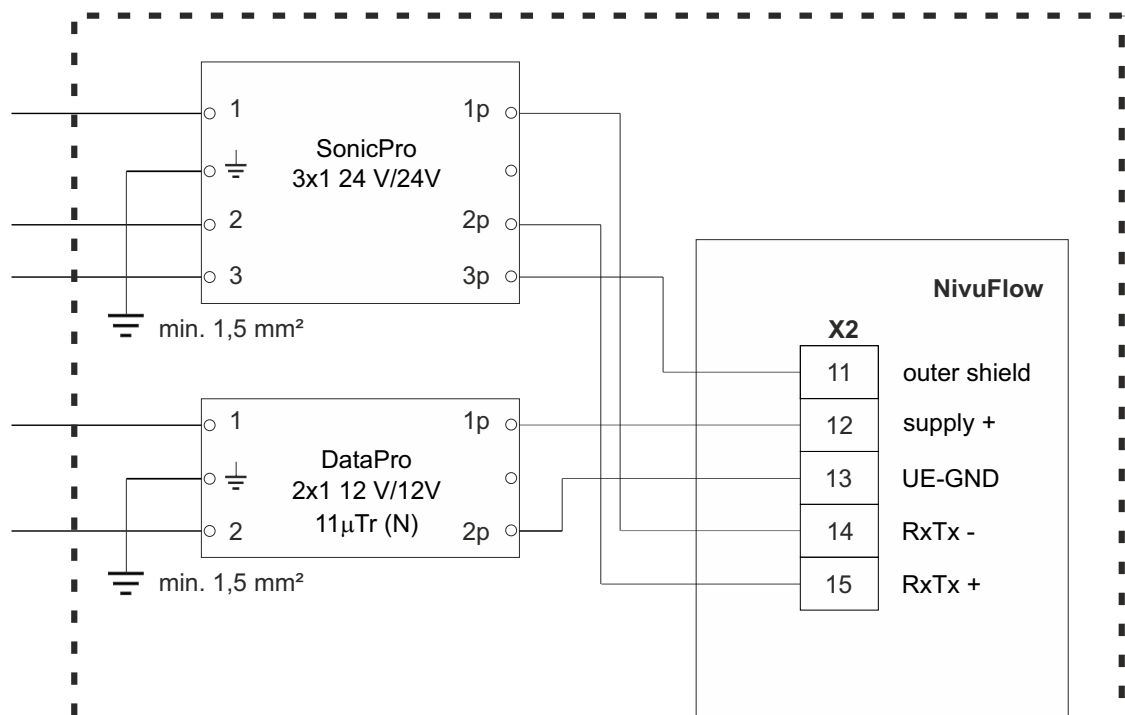 1
1p
SonicPro
3x1 24 V/24V
2
2p
3
3p
min. 1,5 mm²
NivuFlow
X2
11
outer shield
12
supply +
13
UE-GND
14
RxTx -
15
RxTx +
1
1p
DataPro
2x1 12 V/12V
11µTr (N)
2
2p
min. 1,5 mm²